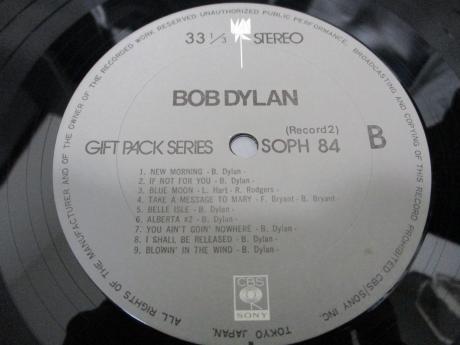 33 1/3 STEREO
BOB DYLAN
GIFT PACK SERIES
(Record2)
SOPH 84
B
1. NEW MORNING - B. Dylan -
2. IF NOT FOR YOU - B. Dylan -
3. BLUE MOON - L. Hart - R. Rodgers -
4. TAKE A MESSAGE TO MARY - F. Bryant - B. Bryant -
5. BELLE ISLE - B. Dylan -
6. ALBERTA #2 - B. Dylan -
7. YOU AIN'T GOIN' NOWHERE - B. Dylan -
8. I SHALL BE RELEASED - B. Dylan -
9. BLOWIN' IN THE WIND - B. Dylan -
CBS
SONY
ALL RIGHTS OF THE MANUFACTURER AND OF THE OWNER OF THE RECORDED WORK RESERVED UNAUTHORIZED PUBLIC PERFORMANCE, BROADCASTING AND COPYING OF THIS RECORD PROHIBITED CBS/SONY INC. TOKYO JAPAN.